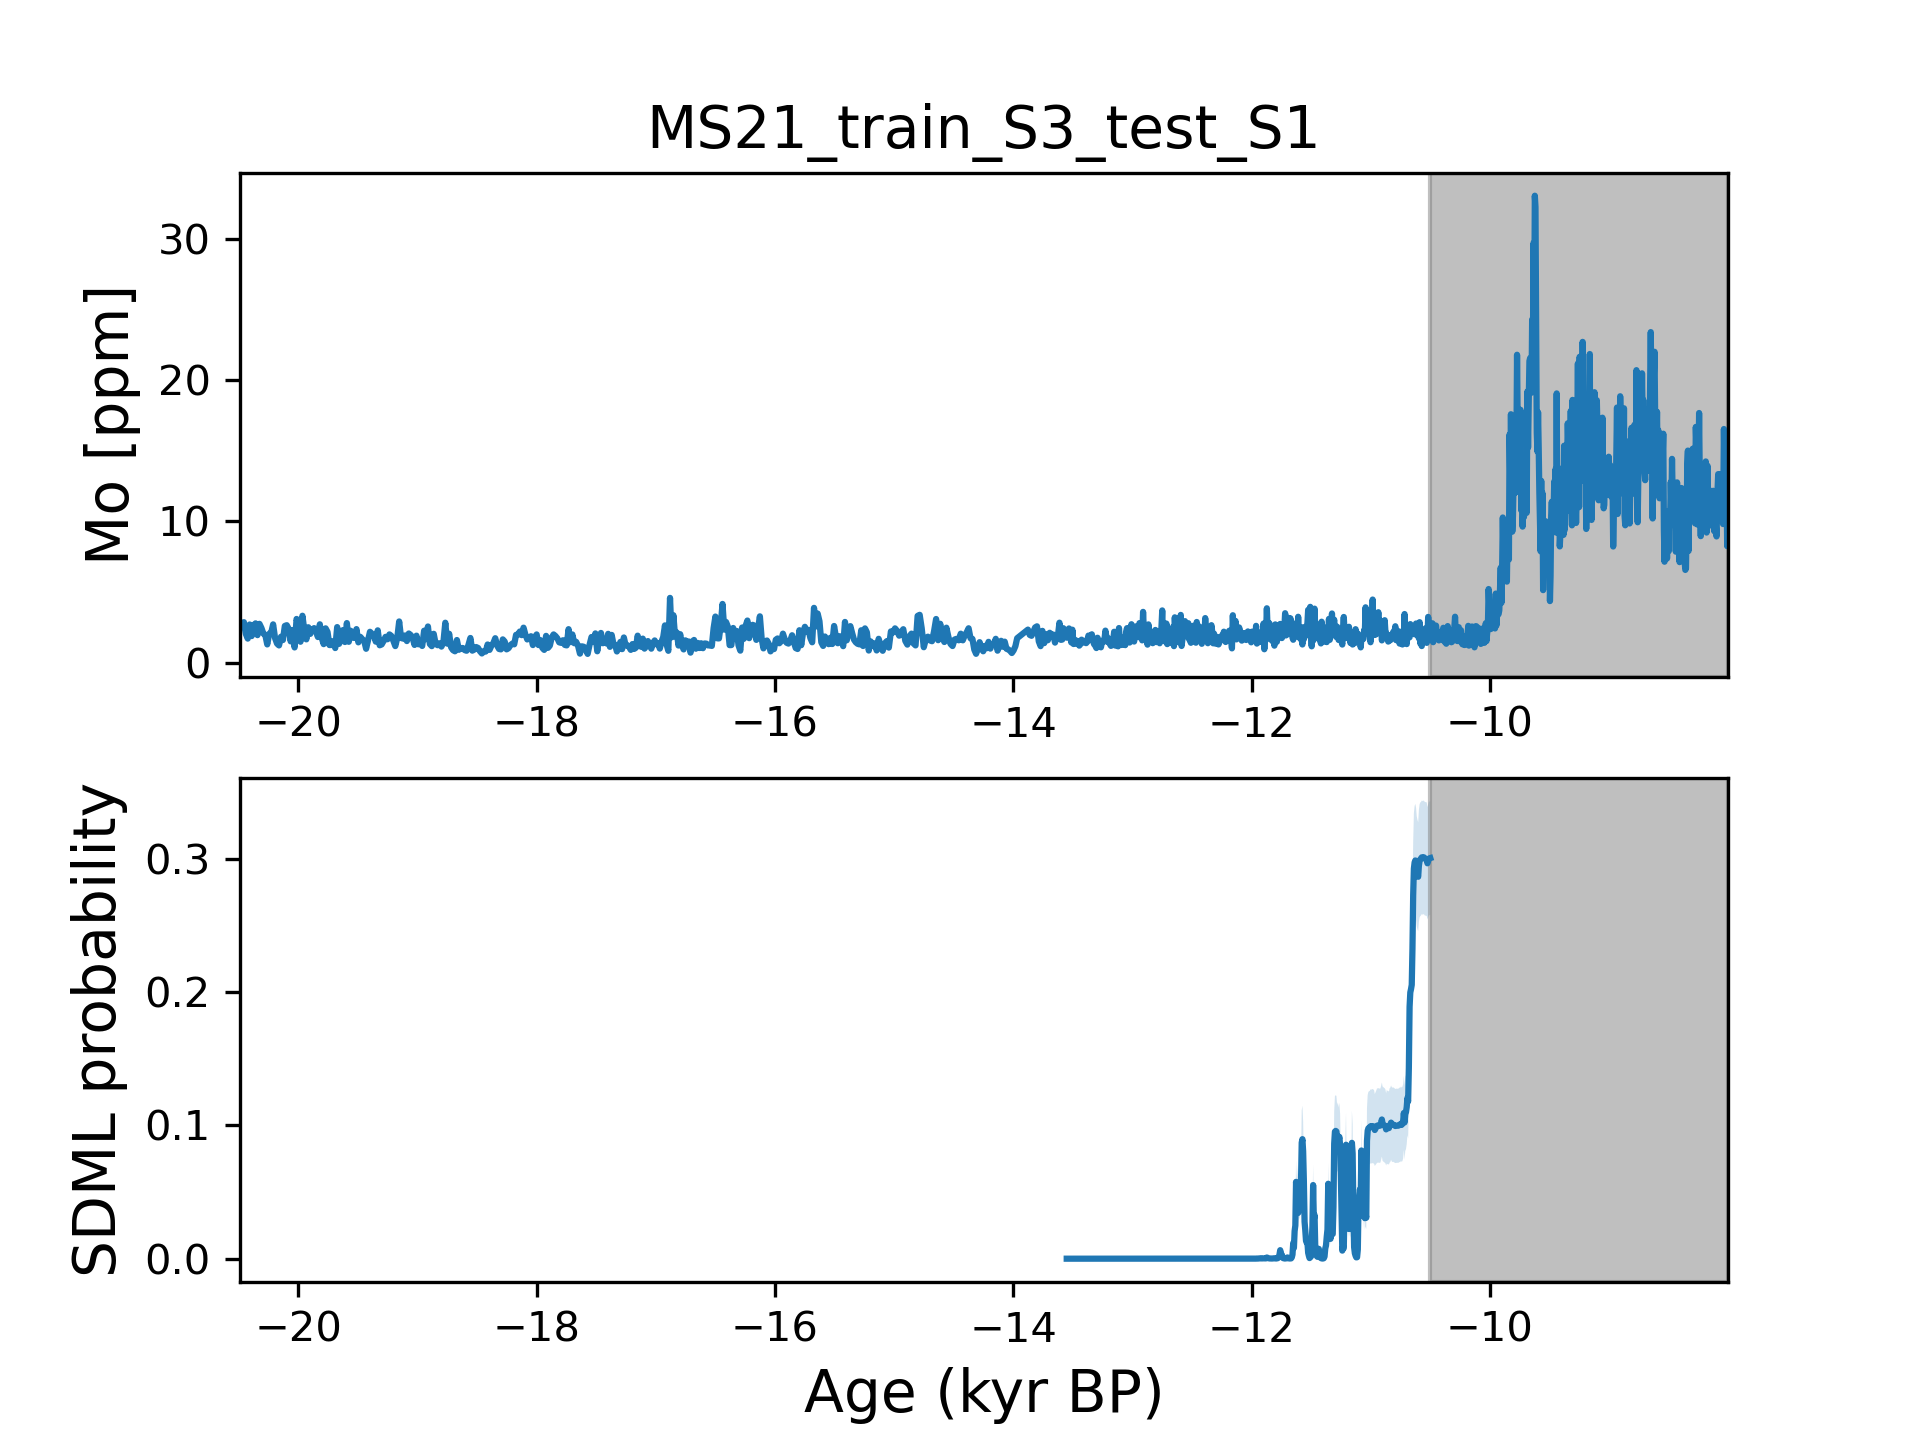 MS21_train_S3_test_S1
Mo [ppm]
30
20
10
0
−20 −18 −16 −14 −12 −10
SDML probability
0.3
0.2
0.1
0.0
−20 −18 −16 −14 −12 −10
Age (kyr BP)